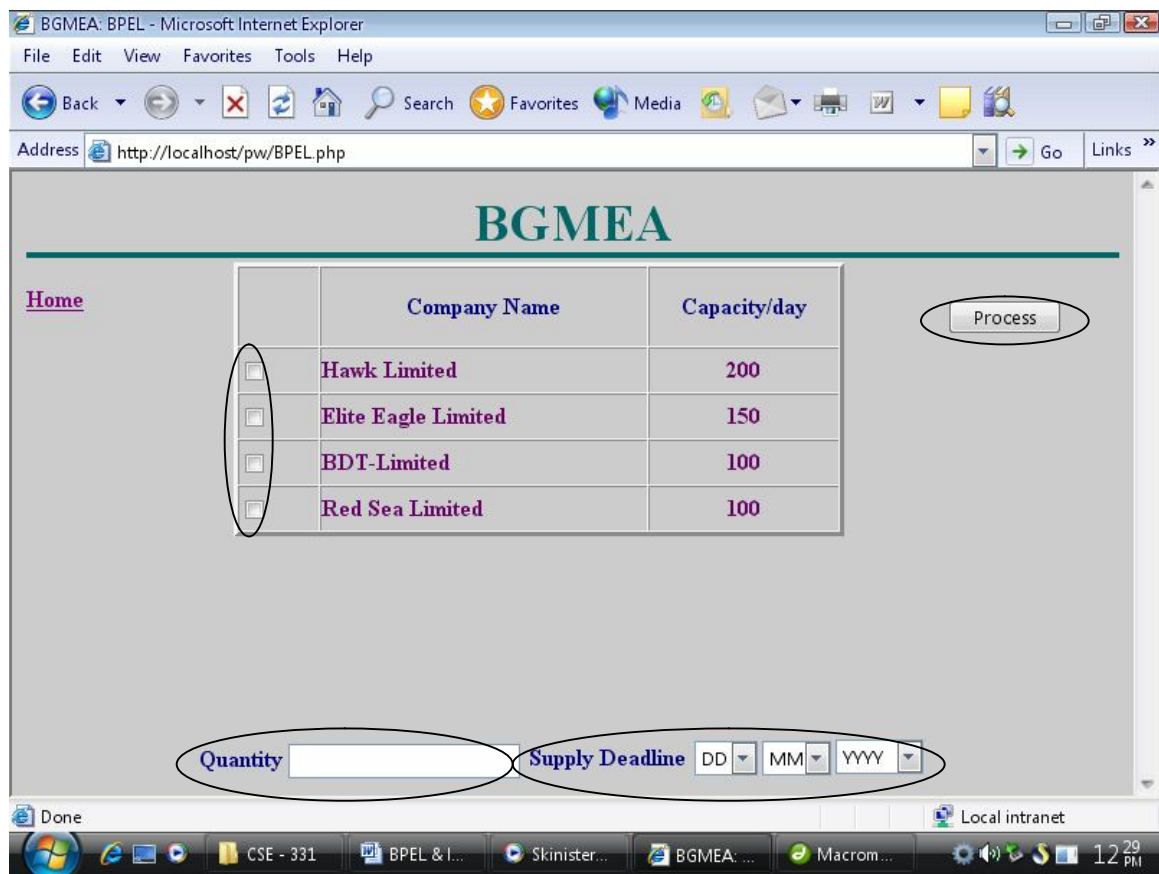 BGMEA: BPEL - Microsoft Internet Explorer
File Edit View Favorites Tools Help
Back Search Favorites Media
Address http://localhost/pw/BPEL.php Go Links »
BGMEA
Home
Company Name Capacity/day
Process
Hawk Limited 200
Elite Eagle Limited 150
BDT-Limited 100
Red Sea Limited 100
Quantity Supply Deadline DD MM YYYY
Done Local intranet
CSE - 331 BPEL & I... Skinister... BGMEA: ... Macrom... 12 29 PM